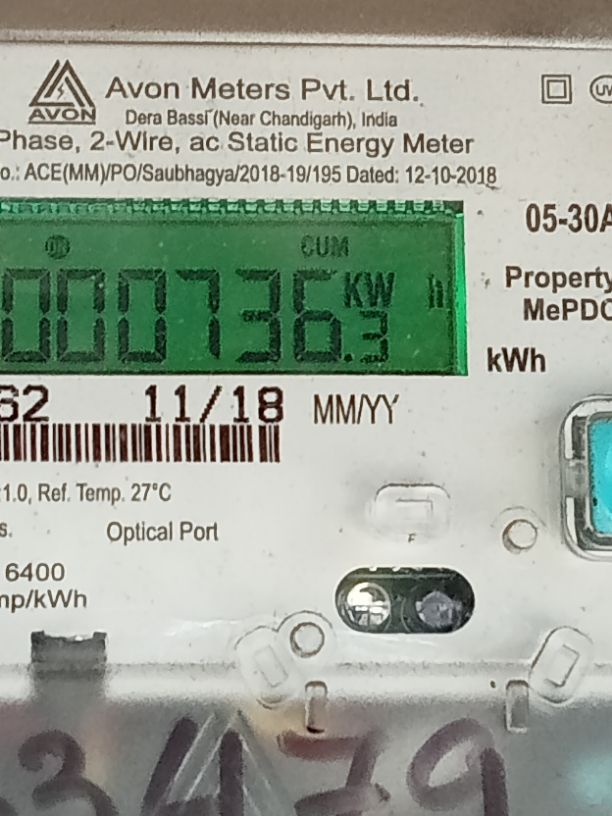 Avon Meters Pvt. Ltd.
AVON
Dera Bassi (Near Chandigarh), India
Phase, 2-Wire, ac Static Energy Meter
o.: ACE(MM)/PO/Saubhagya/2018-19/195 Dated: 12-10-2018
05-30A
CUM
000736.3 KW h
Property
MePDC
kWh
62 11/18 MM/YY
:1.0, Ref. Temp. 27°C
s. Optical Port
F
6400
mp/kWh
3479